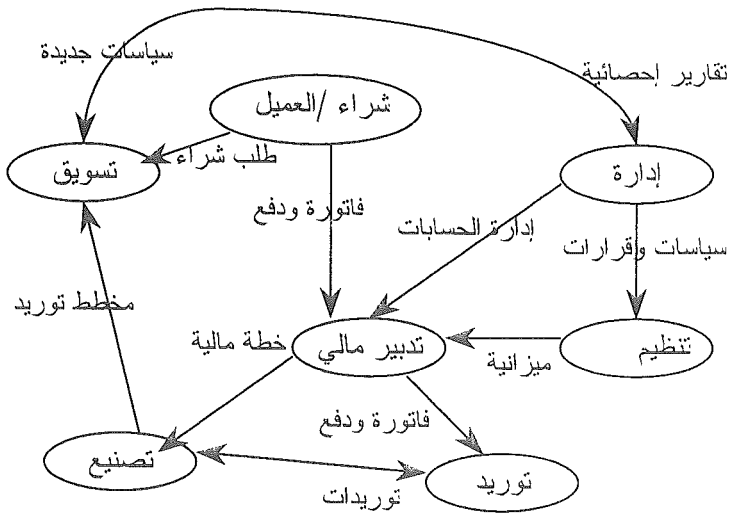 سياسات جديدة
تقارير إحصائية
شراء /العميل
طلب شراء
تسويق
إدارة
فاتورة ودفع
إدارة الحسابات
سياسات وقرارات
مخطط توريد
خطة مالية
تدبير مالي
ميزانية
تنظيم
فاتورة ودفع
تصنيع
توريد
توريدات